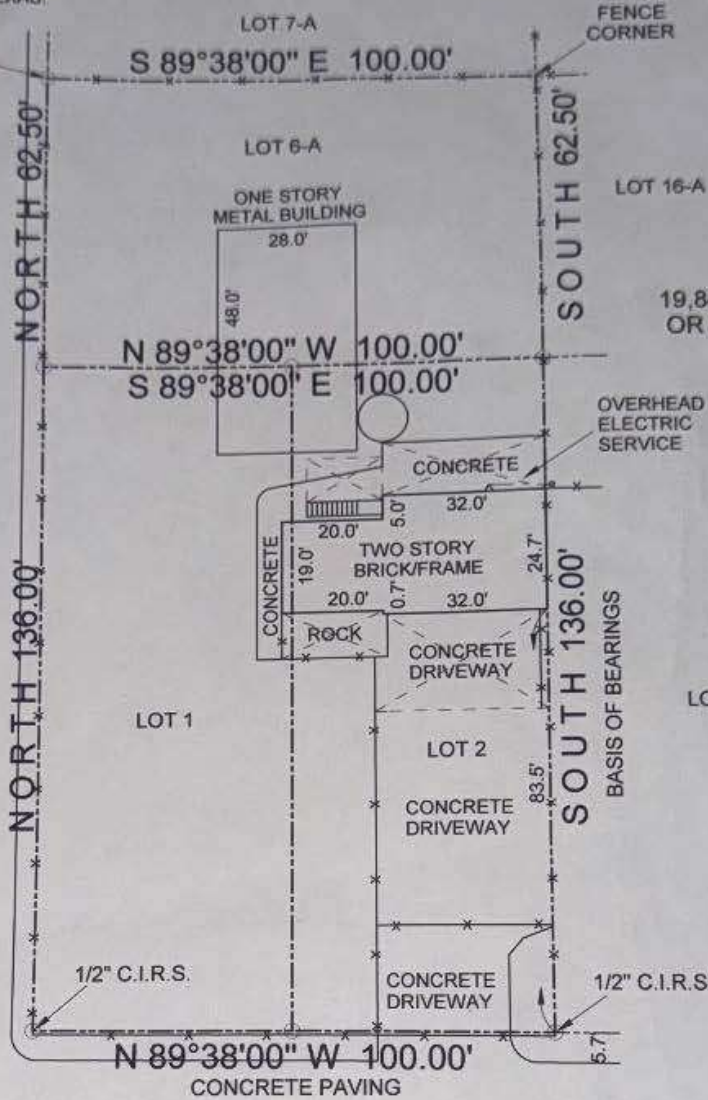 LOT 7-A
FENCE
CORNER
S 89°38'00" E 100.00'
NORTH 62.50'
SOUTH 62.50'
LOT 6-A
LOT 16-A
ONE STORY
METAL BUILDING
28.0'
48.0'
19,8
OR
N 89°38'00" W 100.00'
S 89°38'00" E 100.00'
OVERHEAD
ELECTRIC
SERVICE
CONCRETE
32.0'
5.0'
20.0'
CONCRETE
19.0'
TWO STORY
BRICK/FRAME
24.7'
20.0'
0.7'
32.0'
ROCK
CONCRETE
DRIVEWAY
NORTH 136.00'
SOUTH 136.00'
BASIS OF BEARINGS
LOT 1
LOT 2
83.5'
CONCRETE
DRIVEWAY
1/2" C.I.R.S.
CONCRETE
DRIVEWAY
1/2" C.I.R.S
5.7'
N 89°38'00" W 100.00'
CONCRETE PAVING